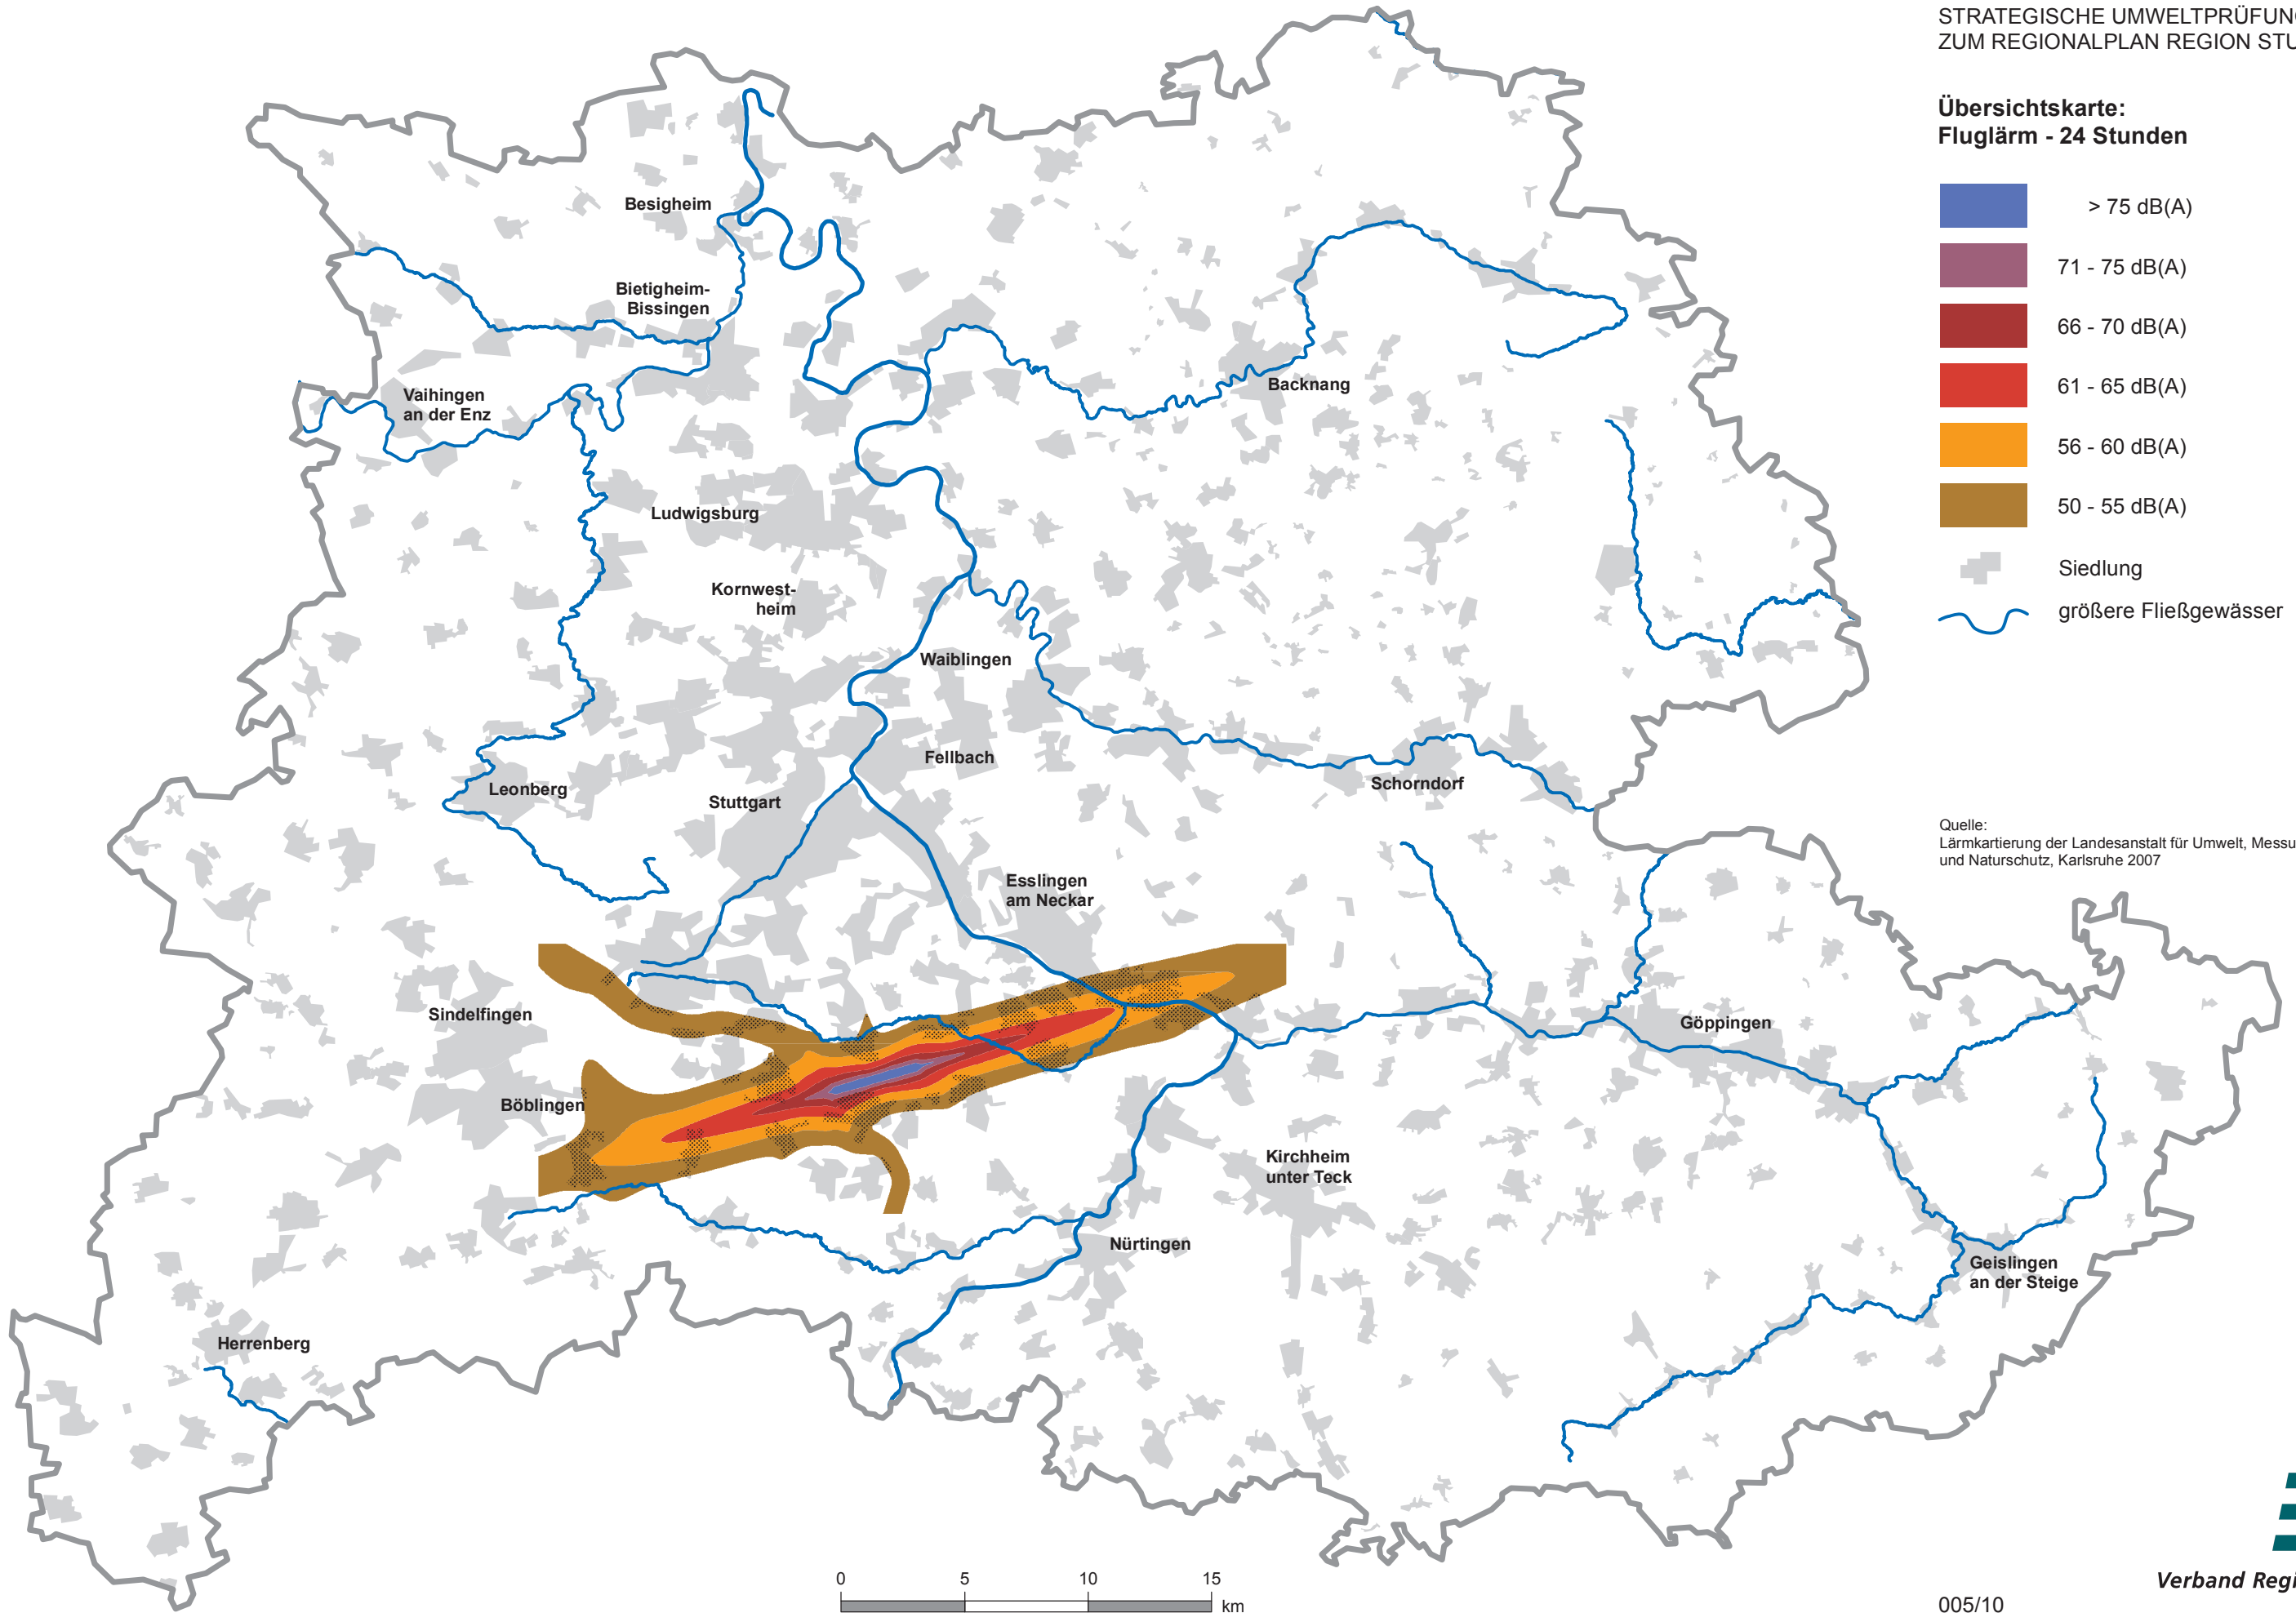 STRATEGISCHE UMWELTPRÜFUN
ZUM REGIONALPLAN REGION STU
Übersichtskarte:
Fluglärm - 24 Stunden
> 75 dB(A)
71 - 75 dB(A)
66 - 70 dB(A)
61 - 65 dB(A)
56 - 60 dB(A)
50 - 55 dB(A)
Siedlung
größere Fließgewässer
Quelle:
Lärmkartierung der Landesanstalt für Umwelt, Messu
und Naturschutz, Karlsruhe 2007
Besigheim
Bietigheim-
Bissingen
Vaihingen
an der Enz
Backnang
Ludwigsburg
Kornwest-
heim
Waiblingen
Fellbach
Leonberg
Stuttgart
Schorndorf
Esslingen
am Neckar
Sindelfingen
Göppingen
Böblingen
Kirchheim
unter Teck
Nürtingen
Geislingen
an der Steige
Herrenberg
0 5 10 15
km
Verband Regi
005/10